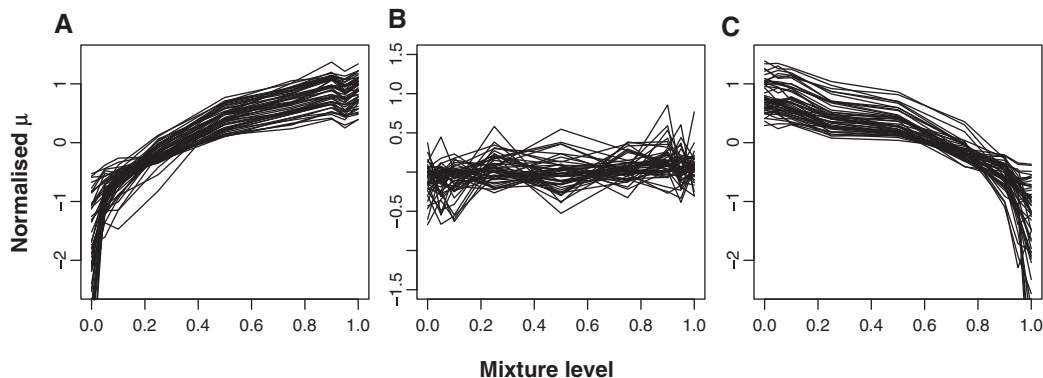 A B C
Normalised μ
1 0 −1 −2
1.5 1.0 0.5 −0.5 −1.5
1 0 −1 −2
0.0 0.2 0.4 0.6 0.8 1.0 0.0 0.2 0.4 0.6 0.8 1.0 0.0 0.2 0.4 0.6 0.8 1.0
Mixture level